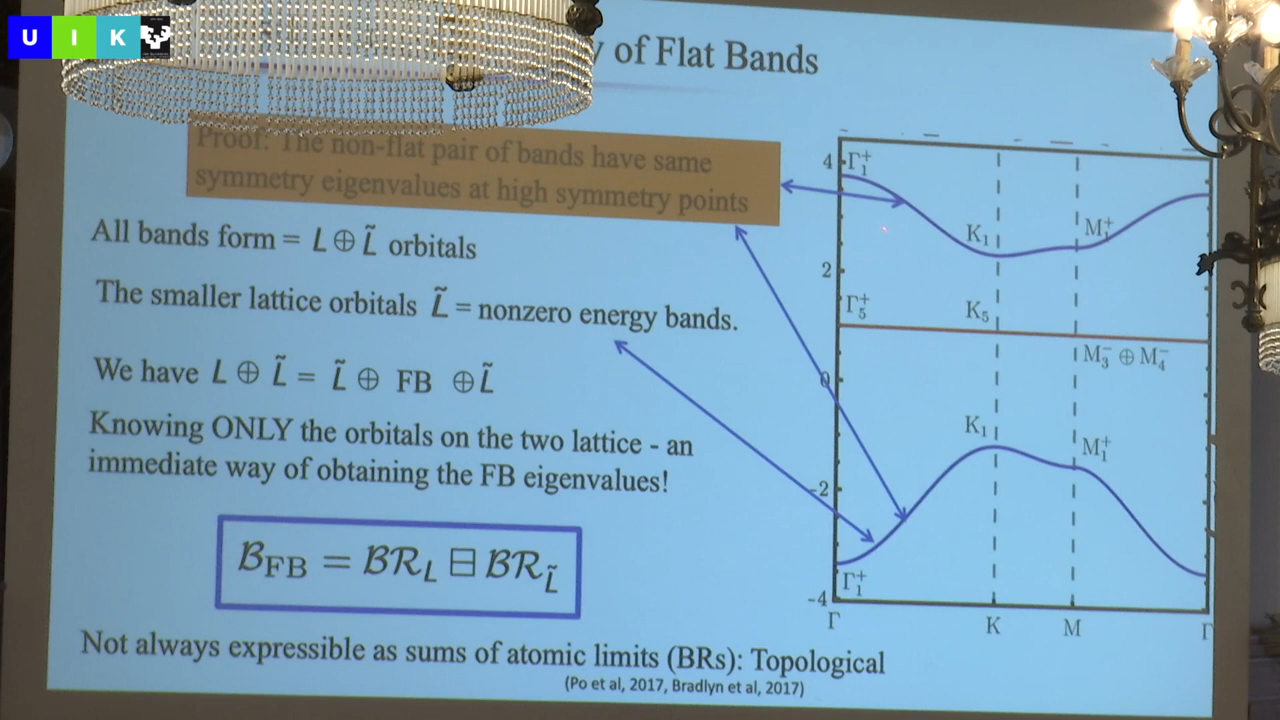 UIK
y of Flat Bands
Proof: The non-flat pair of bands have same
symmetry eigenvalues at high symmetry points
All bands form = L ⊕ L̃ orbitals
The smaller lattice orbitals L̃ = nonzero energy bands.
We have L ⊕ L̃ = L̃ ⊕ FB ⊕ L̃
Knowing ONLY the orbitals on the two lattice - an
immediate way of obtaining the FB eigenvalues!
ℬ_FB = ℬℛ_L ⊟ ℬℛ_L̃
Not always expressible as sums of atomic limits (BRs): Topological
(Po et al, 2017, Bradlyn et al, 2017)
4 Γ₁⁺
K₁ M₁⁺
2
Γ₅⁺ K₅
M₃⁻ ⊕ M₄⁻
0
K₁ M₁⁺
-2
Γ₁⁺
-4
Γ K M Γ